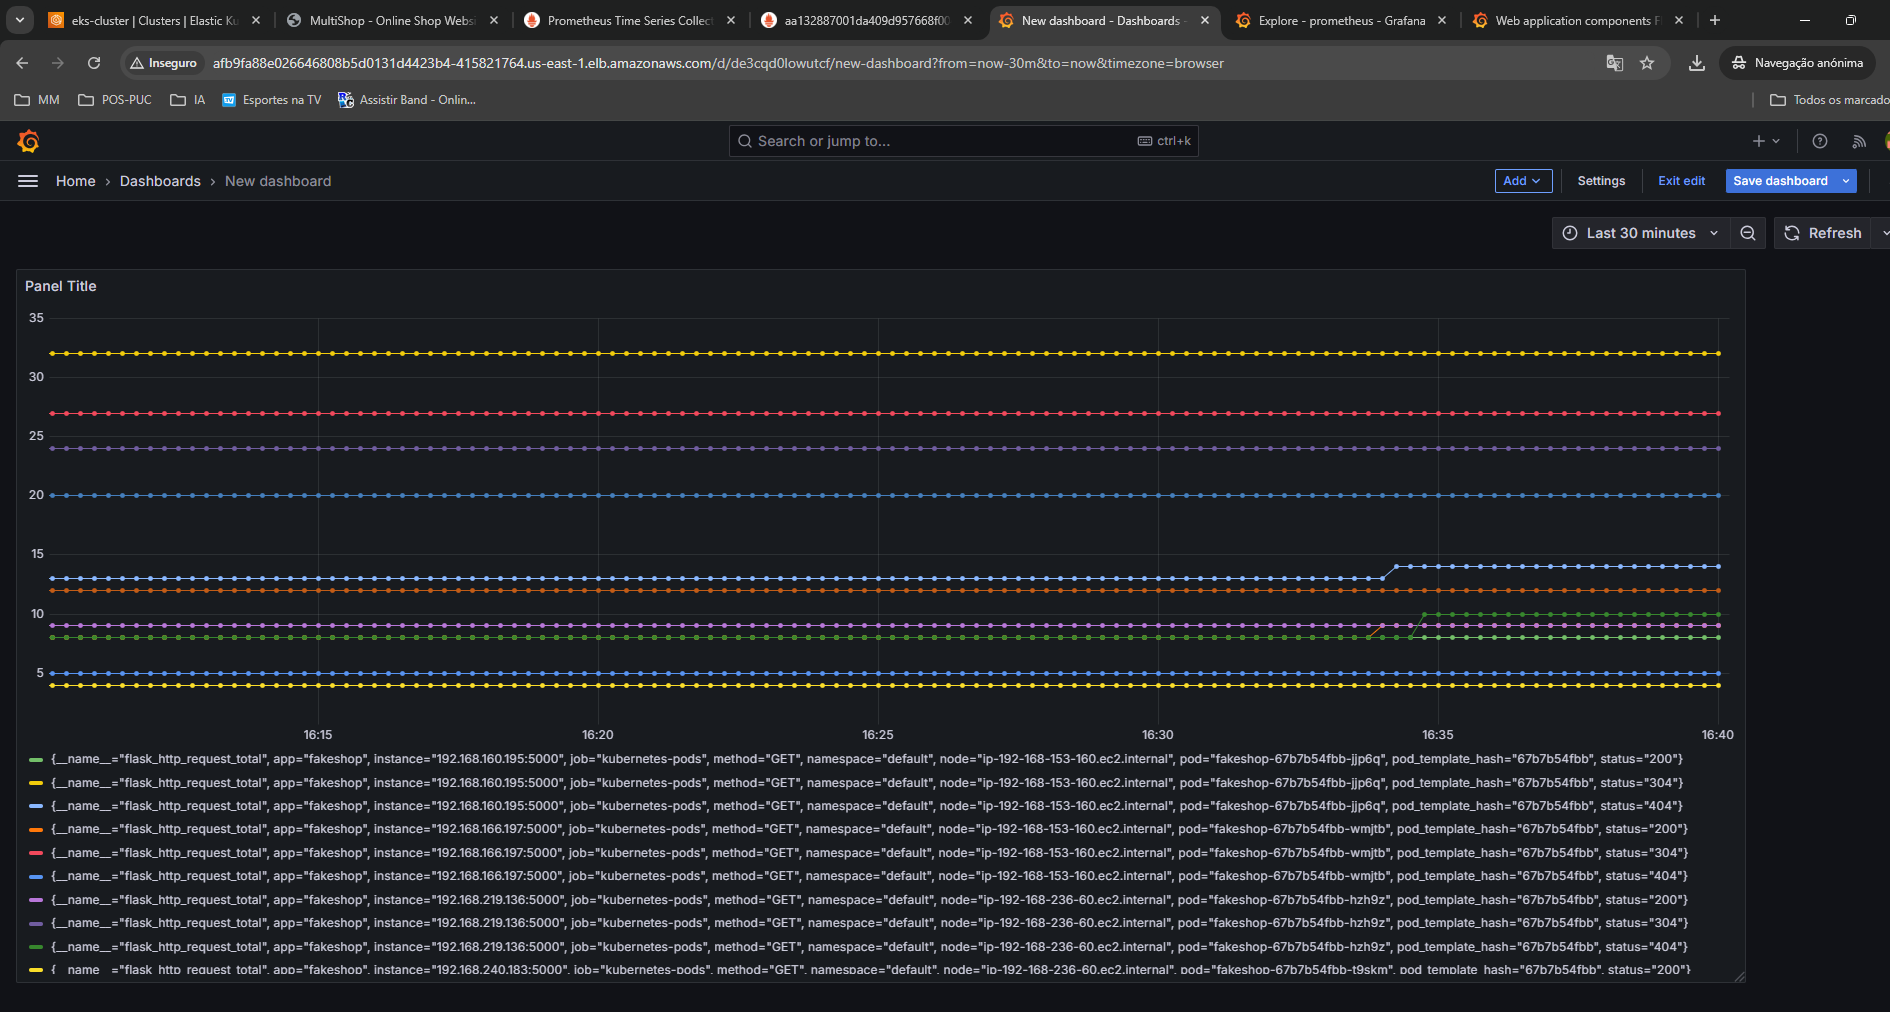 eks-cluster | Clusters | Elastic Ku
MultiShop - Online Shop Websi
Prometheus Time Series Collect
aa132887001da409d957668f00
New dashboard - Dashboards -
Explore - prometheus - Grafana
Web application components F
Inseguro
afb9fa88e026646808b5d0131d4423b4-415821764.us-east-1.elb.amazonaws.com/d/de3cqd0lowutcf/new-dashboard?from=now-30m&to=now&timezone=browser
Navegação anónima
MM
POS-PUC
IA
Esportes na TV
Assistir Band - Onlin...
Todos os marcado
Search or jump to...
ctrl+k
Home › Dashboards › New dashboard
Add
Settings
Exit edit
Save dashboard
Last 30 minutes
Refresh
Panel Title
35
30
25
20
15
10
5
16:15
16:20
16:25
16:30
16:35
16:40
{__name__="flask_http_request_total", app="fakeshop", instance="192.168.160.195:5000", job="kubernetes-pods", method="GET", namespace="default", node="ip-192-168-153-160.ec2.internal", pod="fakeshop-67b7b54fbb-jjp6q", pod_template_hash="67b7b54fbb", status="200"}
{__name__="flask_http_request_total", app="fakeshop", instance="192.168.160.195:5000", job="kubernetes-pods", method="GET", namespace="default", node="ip-192-168-153-160.ec2.internal", pod="fakeshop-67b7b54fbb-jjp6q", pod_template_hash="67b7b54fbb", status="304"}
{__name__="flask_http_request_total", app="fakeshop", instance="192.168.160.195:5000", job="kubernetes-pods", method="GET", namespace="default", node="ip-192-168-153-160.ec2.internal", pod="fakeshop-67b7b54fbb-jjp6q", pod_template_hash="67b7b54fbb", status="404"}
{__name__="flask_http_request_total", app="fakeshop", instance="192.168.166.197:5000", job="kubernetes-pods", method="GET", namespace="default", node="ip-192-168-153-160.ec2.internal", pod="fakeshop-67b7b54fbb-wmjtb", pod_template_hash="67b7b54fbb", status="200"}
{__name__="flask_http_request_total", app="fakeshop", instance="192.168.166.197:5000", job="kubernetes-pods", method="GET", namespace="default", node="ip-192-168-153-160.ec2.internal", pod="fakeshop-67b7b54fbb-wmjtb", pod_template_hash="67b7b54fbb", status="304"}
{__name__="flask_http_request_total", app="fakeshop", instance="192.168.166.197:5000", job="kubernetes-pods", method="GET", namespace="default", node="ip-192-168-153-160.ec2.internal", pod="fakeshop-67b7b54fbb-wmjtb", pod_template_hash="67b7b54fbb", status="404"}
{__name__="flask_http_request_total", app="fakeshop", instance="192.168.219.136:5000", job="kubernetes-pods", method="GET", namespace="default", node="ip-192-168-236-60.ec2.internal", pod="fakeshop-67b7b54fbb-hzh9z", pod_template_hash="67b7b54fbb", status="200"}
{__name__="flask_http_request_total", app="fakeshop", instance="192.168.219.136:5000", job="kubernetes-pods", method="GET", namespace="default", node="ip-192-168-236-60.ec2.internal", pod="fakeshop-67b7b54fbb-hzh9z", pod_template_hash="67b7b54fbb", status="304"}
{__name__="flask_http_request_total", app="fakeshop", instance="192.168.219.136:5000", job="kubernetes-pods", method="GET", namespace="default", node="ip-192-168-236-60.ec2.internal", pod="fakeshop-67b7b54fbb-hzh9z", pod_template_hash="67b7b54fbb", status="404"}
{__name__="flask_http_request_total", app="fakeshop", instance="192.168.240.183:5000", job="kubernetes-pods", method="GET", namespace="default", node="ip-192-168-236-60.ec2.internal", pod="fakeshop-67b7b54fbb-t9skm", pod_template_hash="67b7b54fbb", status="200"}